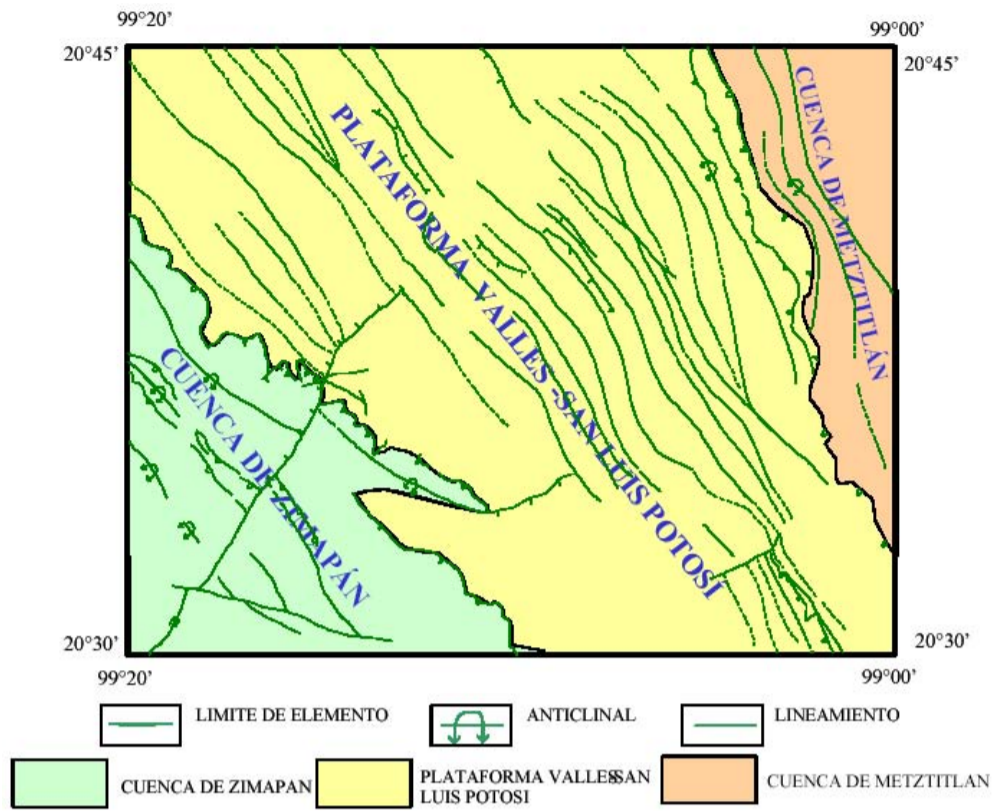 99°20'
99°00'
20°45'
20°45'
PLATAFORMA VALLES -SAN LUIS POTOSÍ
CUENCA DE METZTITLÁN
CUENCA DE ZIMAPÁN
20°30'
20°30'
99°20'
99°00'
LIMITE DE ELEMENTO
ANTICLINAL
LINEAMIENTO
CUENCA DE ZIMAPAN
PLATAFORMA VALLES-SAN
LUIS POTOSI
CUENCA DE METZTITLAN